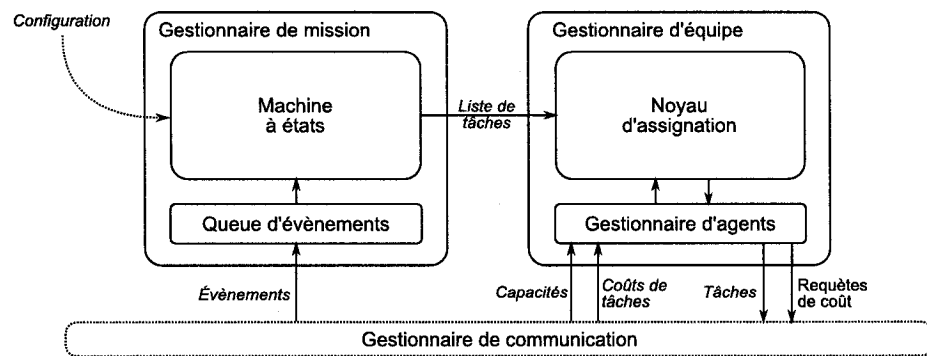 Configuration
Gestionnaire de mission
Machine
à états
Queue d'évènements
Liste de
tâches
Gestionnaire d'équipe
Noyau
d'assignation
Gestionnaire d'agents
Évènements
Capacités
Coûts de
tâches
Tâches
Requêtes
de coût
Gestionnaire de communication